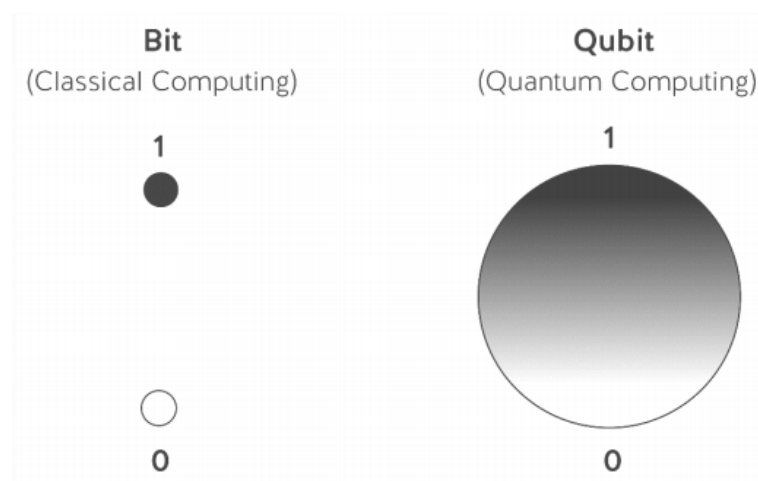 Bit
(Classical Computing)
1
0
Qubit
(Quantum Computing)
1
0